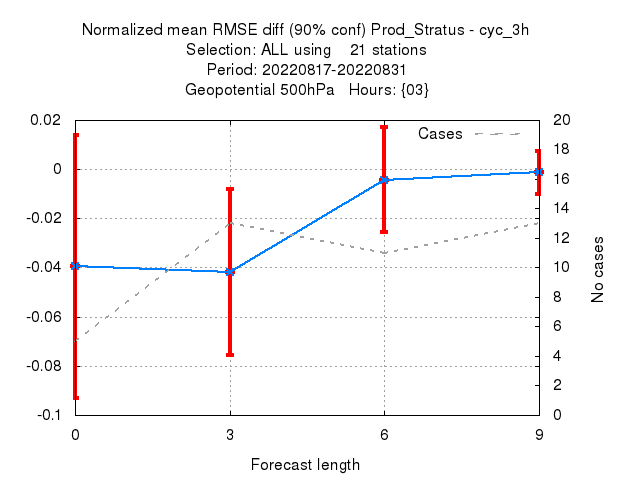 Normalized mean RMSE diff (90% conf) Prod_Stratus - cyc_3h
Selection: ALL using 21 stations
Period: 20220817-20220831
Geopotential 500hPa Hours: {03}
Cases
0.02
0
-0.02
-0.04
-0.06
-0.08
-0.1
20
18
16
14
12
10
8
6
4
2
0
No cases
0 3 6 9
Forecast length